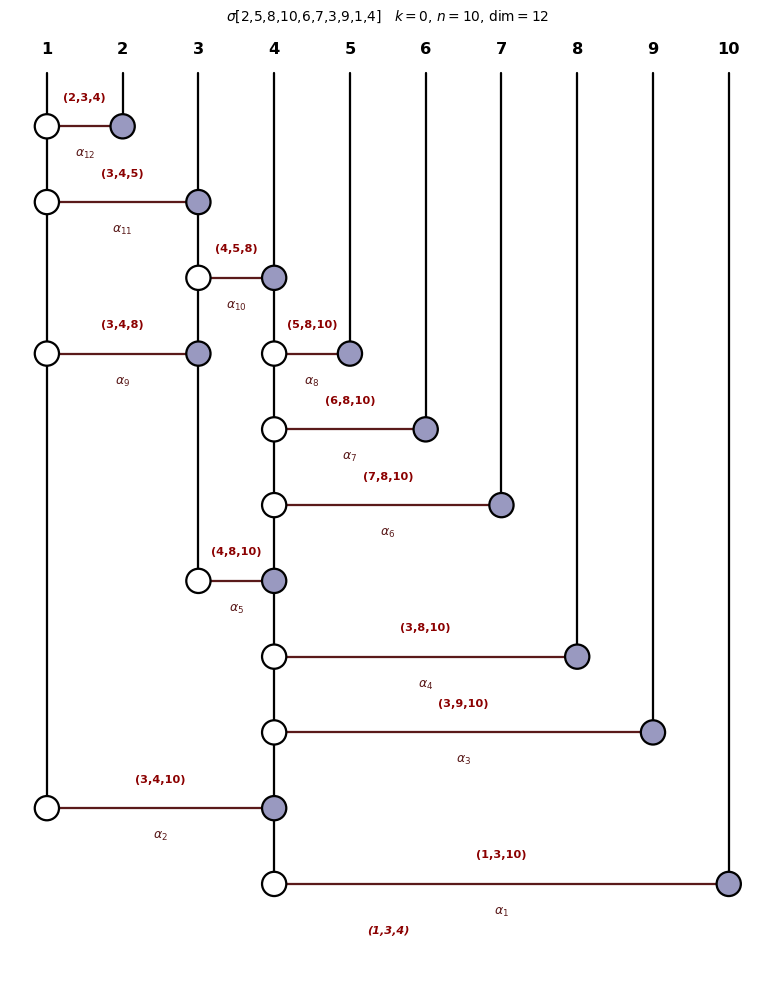 σ[2,5,8,10,6,7,3,9,1,4]   k=0, n=10, dim=12
1 2 3 4 5 6 7 8 9 10
(2,3,4)
α₁₂
(3,4,5)
α₁₁
(4,5,8)
α₁₀
(3,4,8) (5,8,10)
α₉ α₈
(6,8,10)
α₇
(7,8,10)
α₆
(4,8,10)
α₅
(3,8,10)
α₄
(3,9,10)
α₃
(3,4,10)
α₂
(1,3,10)
α₁
(1,3,4)